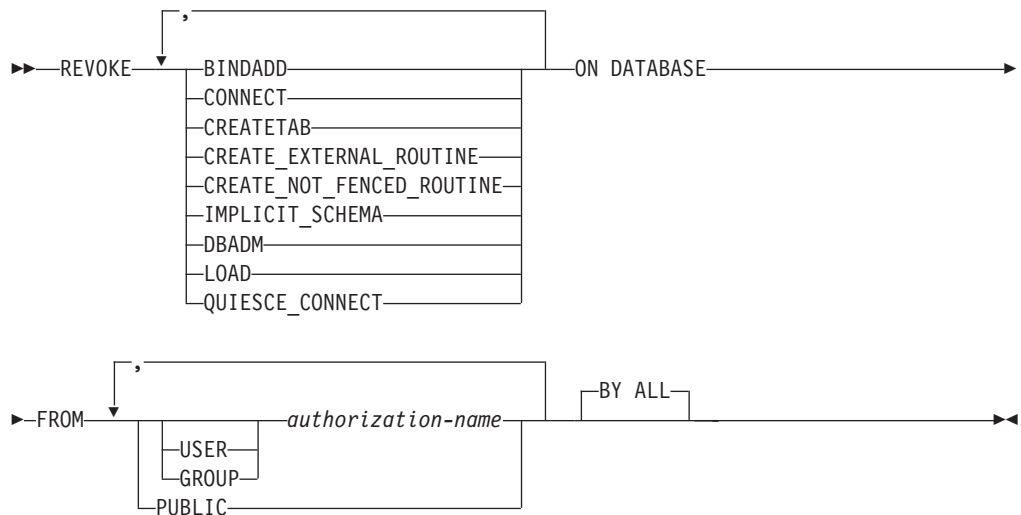 ,
REVOKE BINDADD ON DATABASE
CONNECT
CREATETAB
CREATE_EXTERNAL_ROUTINE
CREATE_NOT_FENCED_ROUTINE
IMPLICIT_SCHEMA
DBADM
LOAD
QUIESCE_CONNECT
,
BY ALL
FROM authorization-name
USER
GROUP
PUBLIC